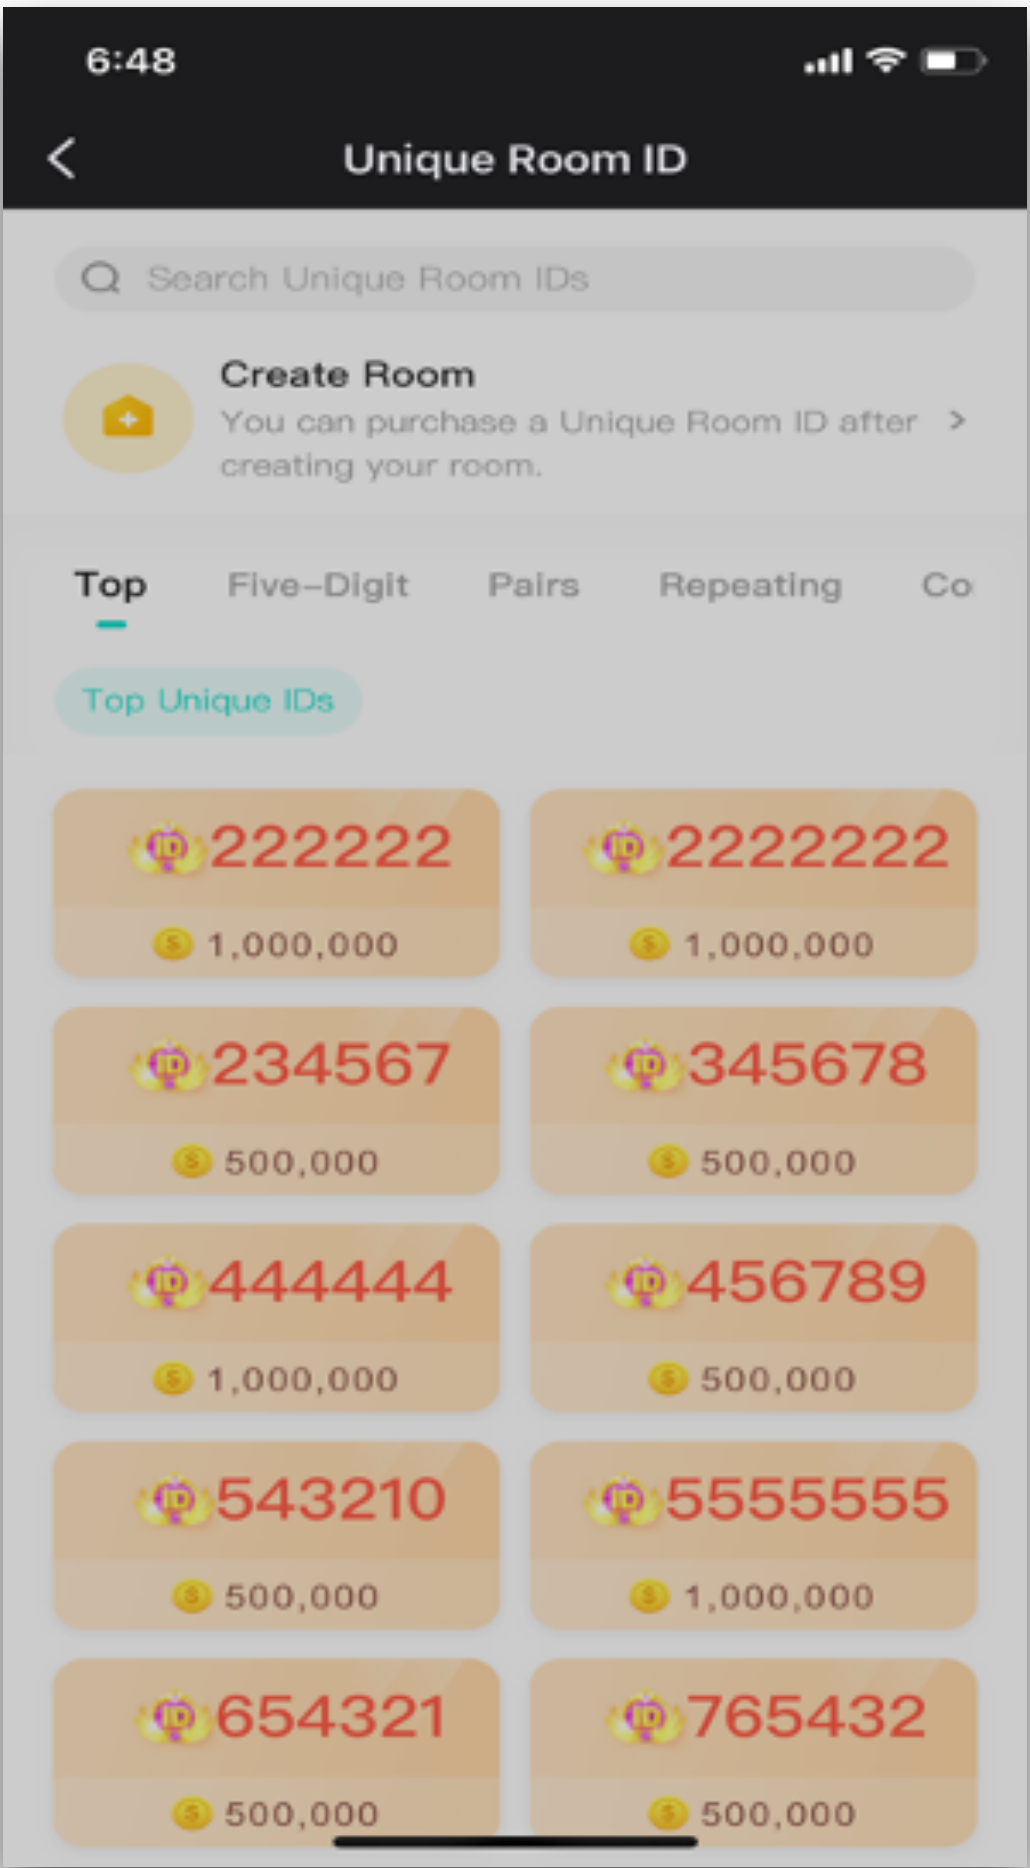 6:48
Unique Room ID
Search Unique Room IDs
Create Room
You can purchase a Unique Room ID after
creating your room.
Top Five-Digit Pairs Repeating Co
Top Unique IDs
ID 222222 ID 2222222
$ 1,000,000 $ 1,000,000
ID 234567 ID 345678
$ 500,000 $ 500,000
ID 444444 ID 456789
$ 1,000,000 $ 500,000
ID 543210 ID 5555555
$ 500,000 $ 1,000,000
ID 654321 ID 765432
$ 500,000 $ 500,000